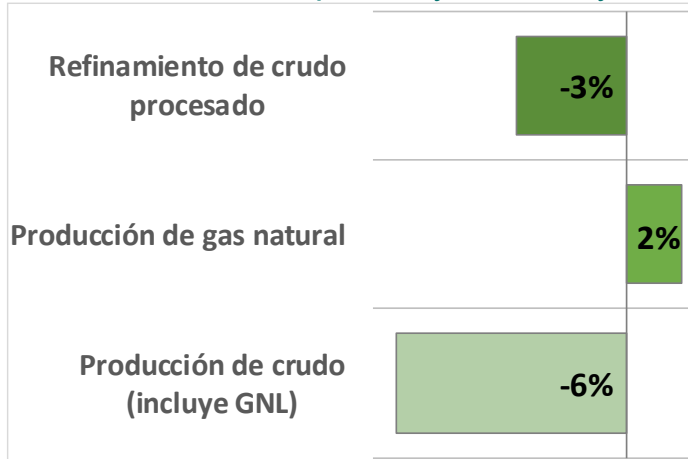 Refinamiento de crudo
procesado
-3%
Producción de gas natural
2%
Producción de crudo
(incluye GNL)
-6%